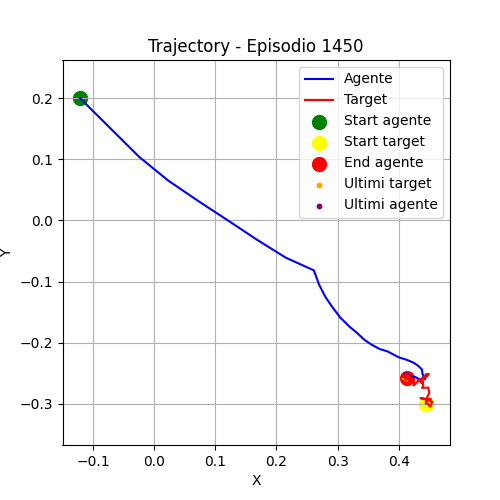 Trajectory - Episodio 1450
Agente
Target
Start agente
Start target
End agente
Ultimi target
Ultimi agente
0.2
0.1
0.0
−0.1
−0.2
−0.3
Y
−0.1
0.0
0.1
0.2
0.3
0.4
X